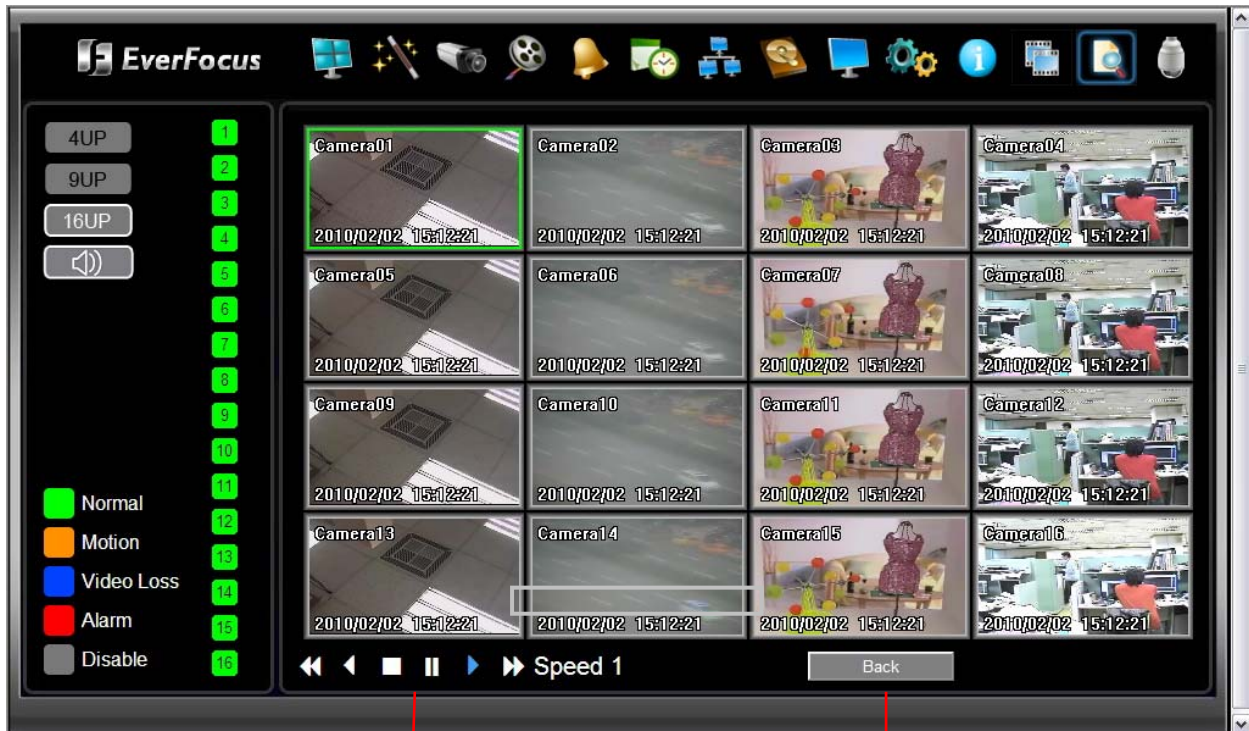 EverFocus
4UP
9UP
16UP
1
2
3
4
5
6
7
8
9
10
11
12
13
14
15
16
Normal
Motion
Video Loss
Alarm
Disable
Camera01
2010/02/02 15:12:21
Camera02
2010/02/02 15:12:21
Camera03
2010/02/02 15:12:21
Camera04
2010/02/02 15:12:21
Camera05
2010/02/02 15:12:21
Camera06
2010/02/02 15:12:21
Camera07
2010/02/02 15:12:21
Camera08
2010/02/02 15:12:21
Camera09
2010/02/02 15:12:21
Camera10
2010/02/02 15:12:21
Camera11
2010/02/02 15:12:21
Camera12
2010/02/02 15:12:21
Camera13
2010/02/02 15:12:21
Camera14
2010/02/02 15:12:21
Camera15
2010/02/02 15:12:21
Camera16
2010/02/02 15:12:21
Speed 1
Back